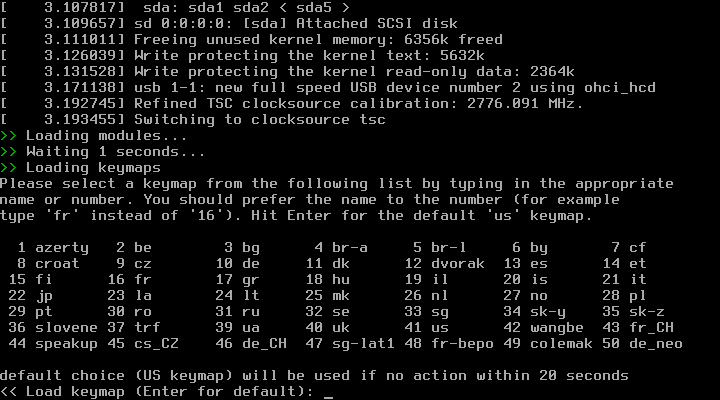 [    3.107817]  sda: sda1 sda2 < sda5 >
[    3.109657] sd 0:0:0:0: [sda] Attached SCSI disk
[    3.111011] Freeing unused kernel memory: 6356k freed
[    3.126039] Write protecting the kernel text: 5632k
[    3.131528] Write protecting the kernel read-only data: 2364k
[    3.171138] usb 1-1: new full speed USB device number 2 using ohci_hcd
[    3.192745] Refined TSC clocksource calibration: 2776.091 MHz.
[    3.193455] Switching to clocksource tsc
>> Loading modules...
>> Waiting 1 seconds...
>> Loading keymaps
Please select a keymap from the following list by typing in the appropriate
name or number. You should prefer the name to the number (for example
type 'fr' instead of '16'). Hit Enter for the default 'us' keymap.
1 azerty 2 be 3 bg 4 br-a 5 br-l 6 by 7 cf
8 croat 9 cz 10 de 11 dk 12 dvorak 13 es 14 et
15 fi 16 fr 17 gr 18 hu 19 il 20 is 21 it
22 jp 23 la 24 lt 25 mk 26 nl 27 no 28 pl
29 pt 30 ro 31 ru 32 se 33 sg 34 sk-y 35 sk-z
36 slovene 37 trf 39 ua 40 uk 41 us 42 wangbe 43 fr_CH
44 speakup 45 cs_CZ 46 de_CH 47 sg-lat1 48 fr-bepo 49 colemak 50 de_neo
default choice (US keymap) will be used if no action within 20 seconds
<< Load keymap (Enter for default): _